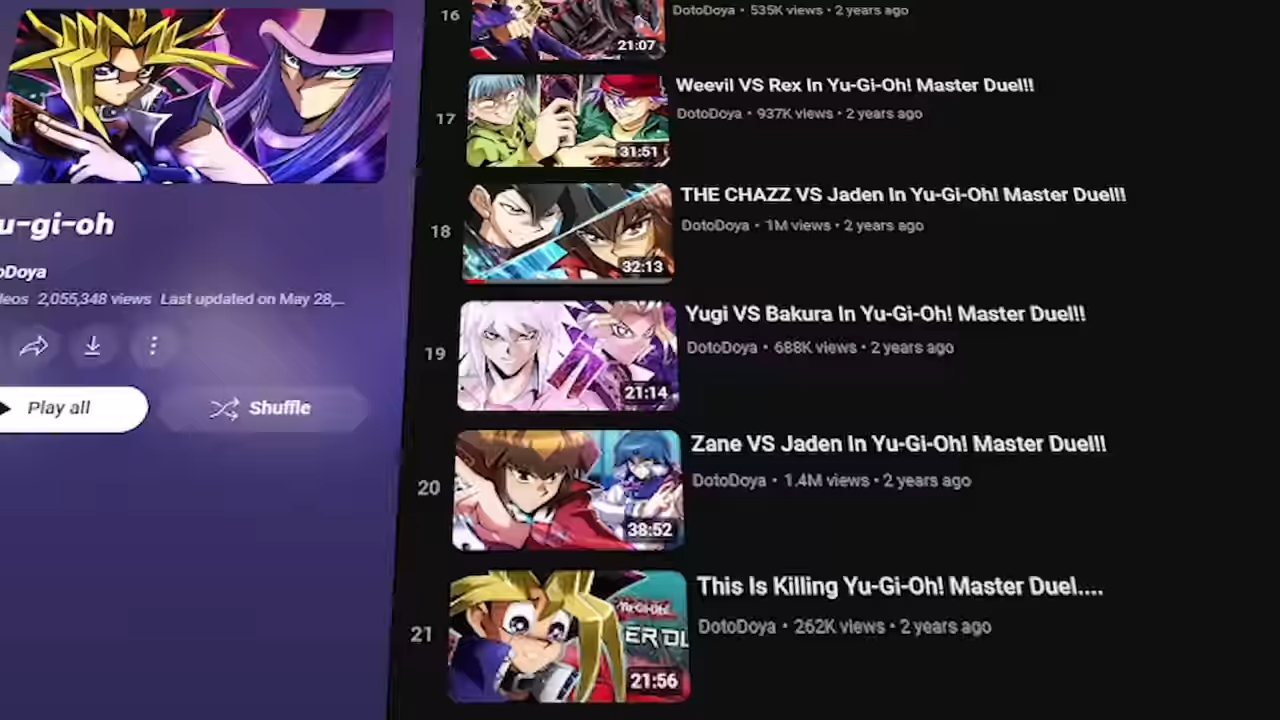 u-gi-oh
oDoya
leos 2,055,348 views Last updated on May 28,...
Play all
Shuffle
16
21:07
DotoDoya • 535K views • 2 years ago
17
31:51
Weevil VS Rex In Yu-Gi-Oh! Master Duel!!!
DotoDoya • 937K views • 2 years ago
18
32:13
THE CHAZZ VS Jaden In Yu-Gi-Oh! Master Duel!!!
DotoDoya • 1M views • 2 years ago
19
21:14
Yugi VS Bakura In Yu-Gi-Oh! Master Duel!!!
DotoDoya • 688K views • 2 years ago
20
38:52
Zane VS Jaden In Yu-Gi-Oh! Master Duel!!!
DotoDoya • 1.4M views • 2 years ago
21
Yu-Gi-Oh!
ER DU
21:56
This Is Killing Yu-Gi-Oh! Master Duel....
DotoDoya • 262K views • 2 years ago